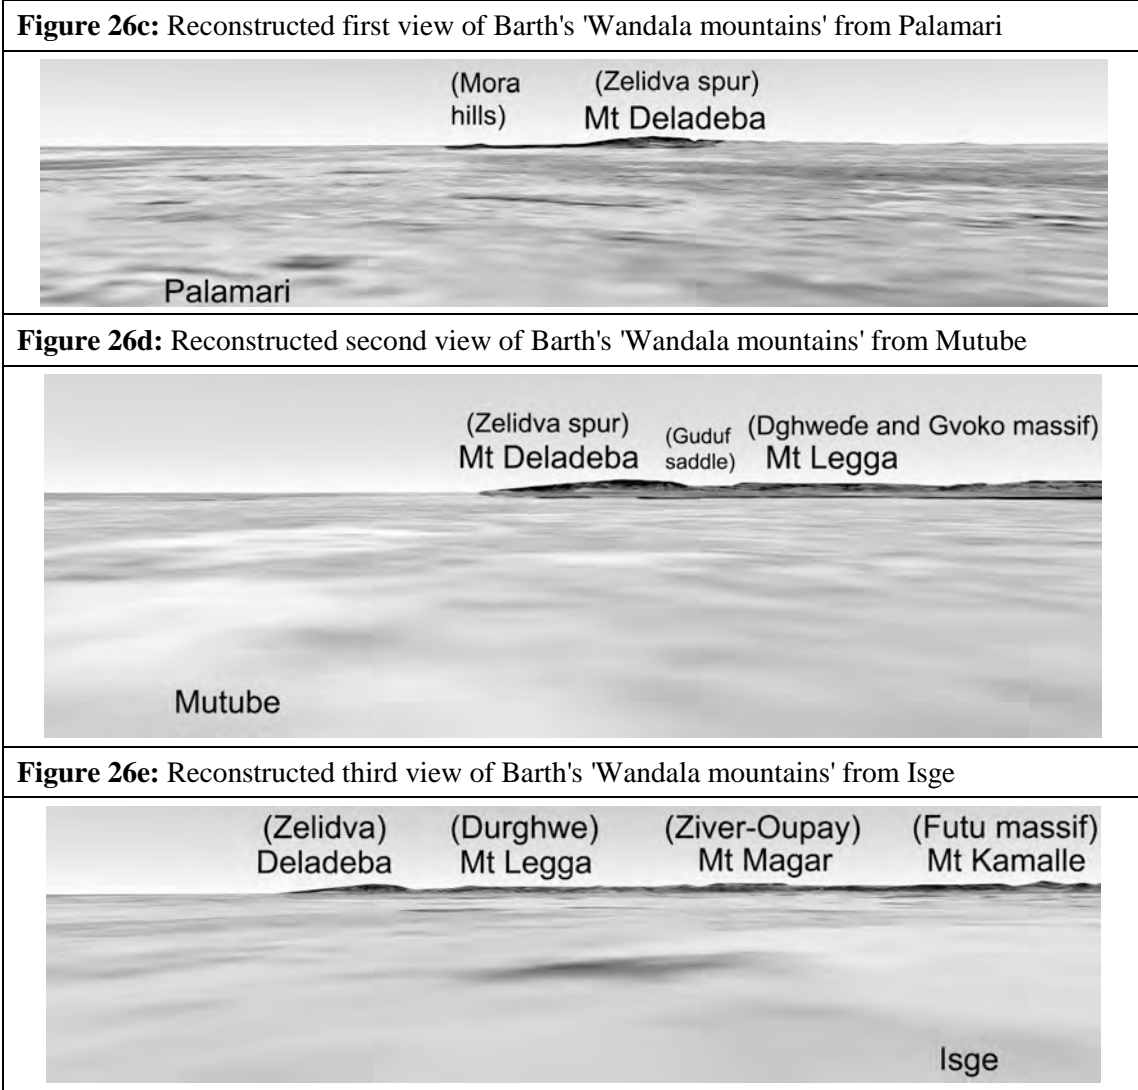 Figure 26c: Reconstructed first view of Barth's 'Wandala mountains' from Palamari
(Mora
hills)
(Zelidva spur)
Mt Deladeba
Palamari
Figure 26d: Reconstructed second view of Barth's 'Wandala mountains' from Mutube
(Zelidva spur)
Mt Deladeba
(Guduf
saddle)
(Dghweɗe and Gvoko massif)
Mt Legga
Mutube
Figure 26e: Reconstructed third view of Barth's 'Wandala mountains' from Isge
(Zelidva)
Deladeba
(Durghwe)
Mt Legga
(Ziver-Oupay)
Mt Magar
(Futu massif)
Mt Kamalle
Isge